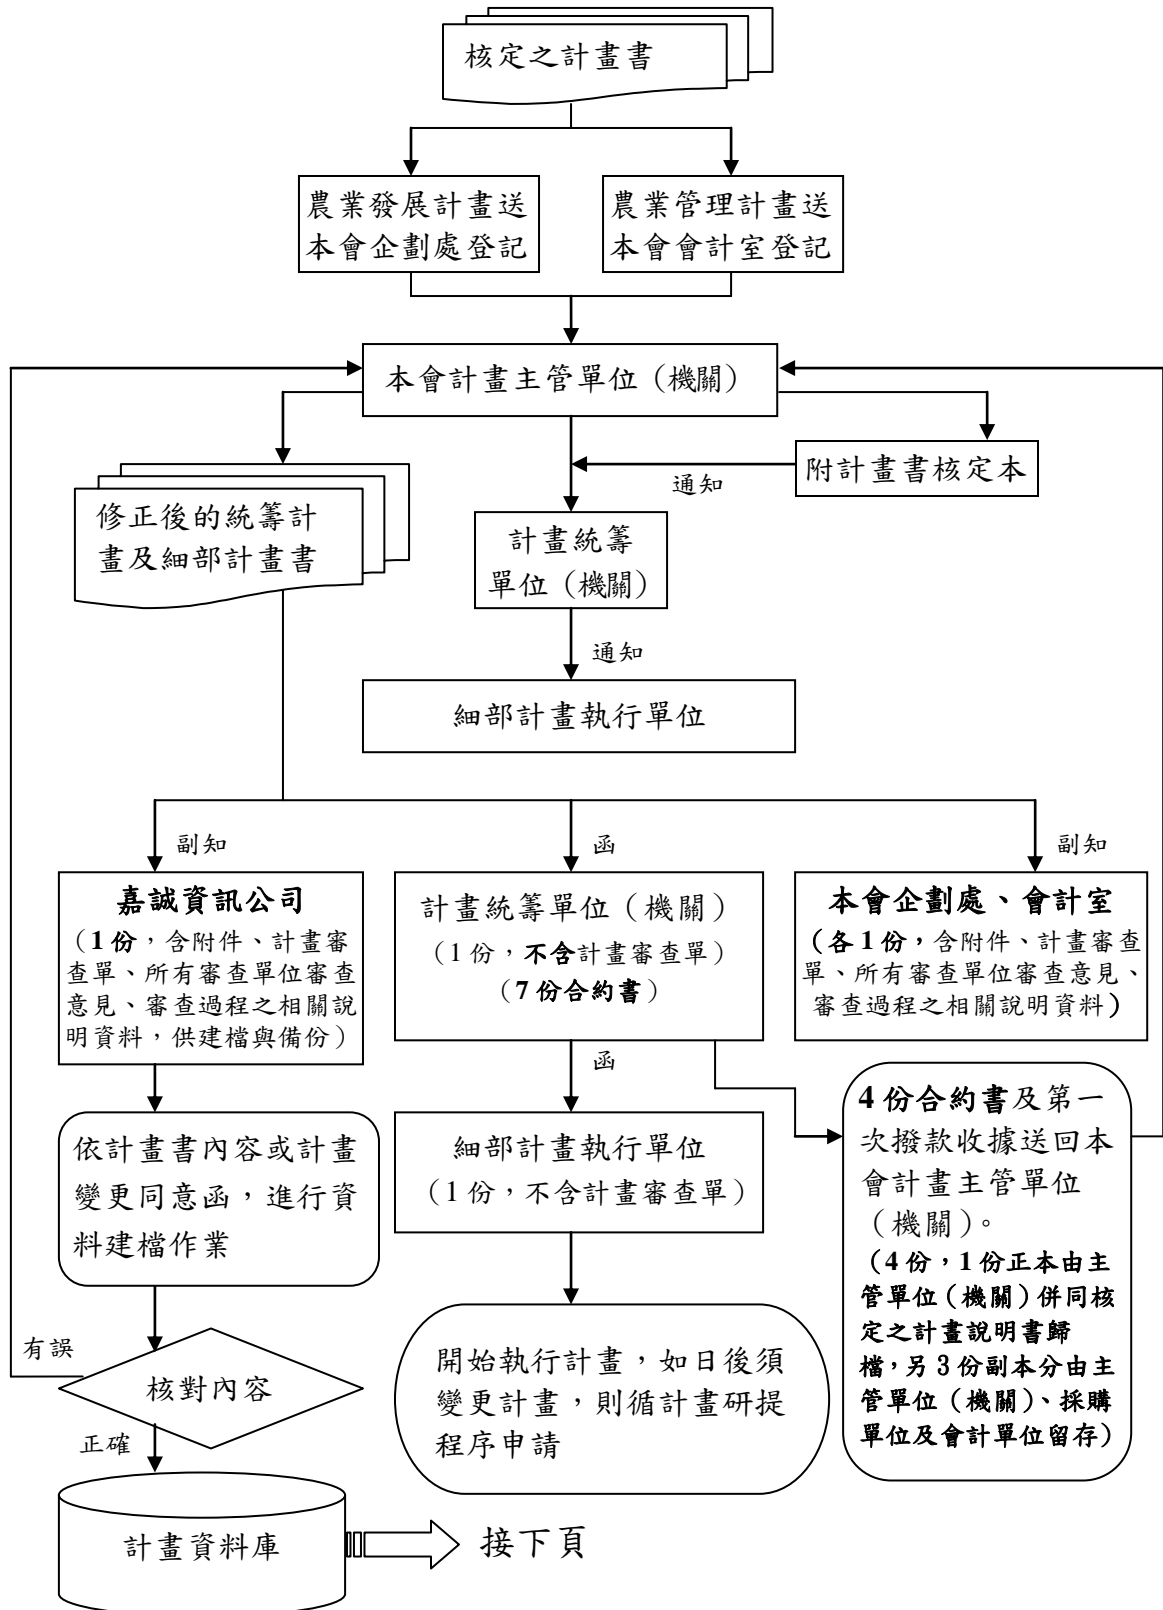 核定之計畫書
農業發展計畫送
本會企劃處登記
農業管理計畫送
本會會計室登記
本會計畫主管單位（機關）
附計畫書核定本
通知
修正後的統籌計
畫及細部計畫書
計畫統籌
單位（機關）
通知
細部計畫執行單位
副知
函
副知
嘉誠資訊公司
（1份，含附件、計畫審
查單、所有審查單位審查
意見、審查過程之相關說
明資料，供建檔與備份）
計畫統籌單位（機關）
（1份，不含計畫審查單）
（7份合約書）
本會企劃處、會計室
（各1份，含附件、計畫審查
單、所有審查單位審查意見、
審查過程之相關說明資料）
函
依計畫書內容或計畫
變更同意函，進行資
料建檔作業
細部計畫執行單位
（1份，不含計畫審查單）
4份合約書及第一
次撥款收據送回本
會計畫主管單位
（機關）。
（4份，1份正本由主
管單位（機關）併同核
定之計畫說明書歸
檔，另3份副本分由主
管單位（機關）、採購
單位及會計單位留存）
有誤
核對內容
正確
開始執行計畫，如日後須
變更計畫，則循計畫研提
程序申請
計畫資料庫
接下頁